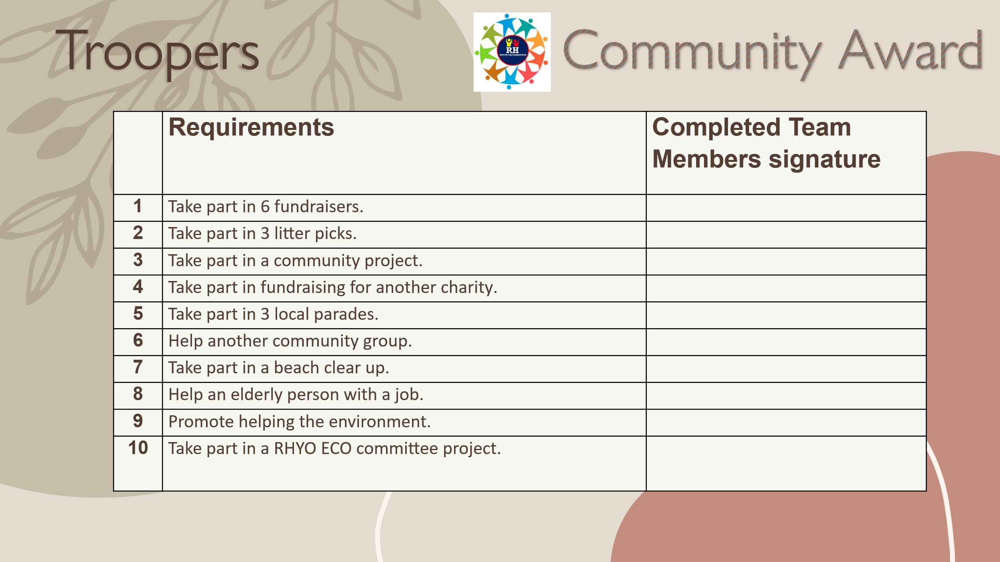 Troopers
RH
YOUTH ORGANISATION
Community Award
Requirements
Completed Team
Members signature
1 Take part in 6 fundraisers.
2 Take part in 3 litter picks.
3 Take part in a community project.
4 Take part in fundraising for another charity.
5 Take part in 3 local parades.
6 Help another community group.
7 Take part in a beach clear up.
8 Help an elderly person with a job.
9 Promote helping the environment.
10 Take part in a RHYO ECO committee project.